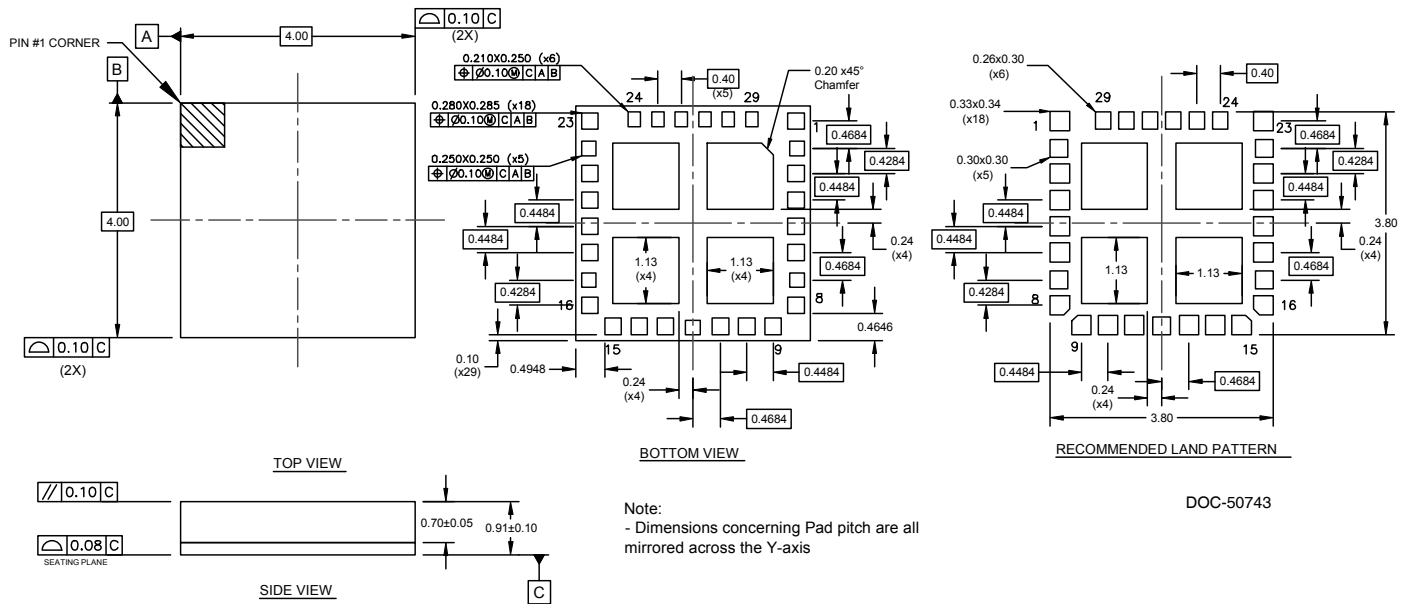 PIN #1 CORNER
A
B
4.00
4.00
0.10 C
(2X)
0.10 C
(2X)
TOP VIEW
// 0.10 C
0.08 C
SEATING PLANE
0.70±0.05
0.91±0.10
C
SIDE VIEW
0.210X0.250 (x6)
⌖ Ø0.10Ⓜ C A B
0.280X0.285 (x18)
⌖ Ø0.10Ⓜ C A B
0.250X0.250 (x5)
⌖ Ø0.10Ⓜ C A B
24
0.40
(x5)
29
0.20 x45°
Chamfer
23
1
0.4684
0.4284
0.4484
0.4484
0.4484
0.4284
0.24
(x4)
1.13
(x4)
1.13
(x4)
0.4684
16
8
0.4646
15
9
0.10
(x29)
0.4948
0.24
(x4)
0.4484
0.4684
BOTTOM VIEW
Note:
- Dimensions concerning Pad pitch are all
mirrored across the Y-axis
0.26x0.30
(x6)
0.40
29
24
0.33x0.34
(x18)
1
23
0.30x0.30
(x5)
0.4684
0.4284
0.4484
0.4484
0.4484
0.4284
3.80
0.24
(x4)
1.13
1.13
0.4684
8
16
9
15
0.4484
0.24
(x4)
0.4684
3.80
RECOMMENDED LAND PATTERN
DOC-50743